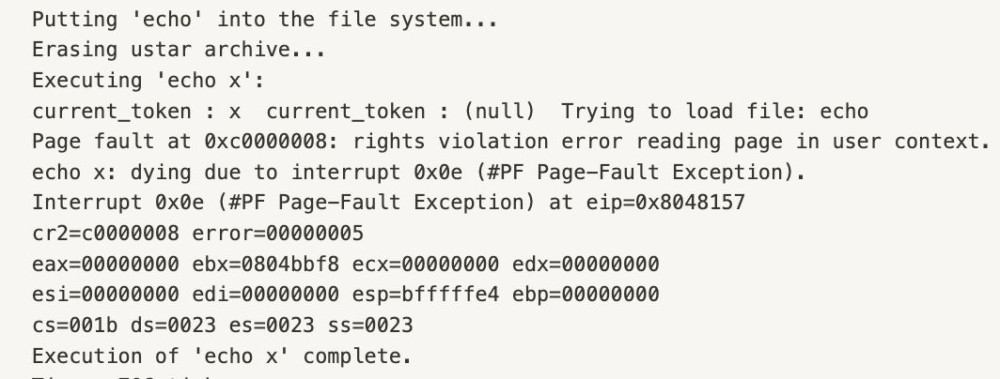 Putting 'echo' into the file system...
Erasing ustar archive...
Executing 'echo x':
current_token : x  current_token : (null)  Trying to load file: echo
Page fault at 0xc0000008: rights violation error reading page in user context.
echo x: dying due to interrupt 0x0e (#PF Page-Fault Exception).
Interrupt 0x0e (#PF Page-Fault Exception) at eip=0x8048157
cr2=c0000008 error=00000005
eax=00000000 ebx=0804bbf8 ecx=00000000 edx=00000000
esi=00000000 edi=00000000 esp=bfffffe4 ebp=00000000
cs=001b ds=0023 es=0023 ss=0023
Execution of 'echo x' complete.